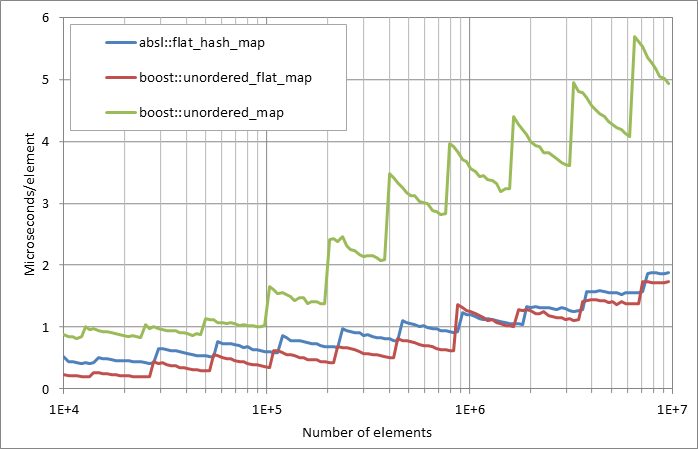 6
5
4
3
2
1
0
Microseconds/element
absl::flat_hash_map
boost::unordered_flat_map
boost::unordered_map
1E+4
1E+5
1E+6
1E+7
Number of elements